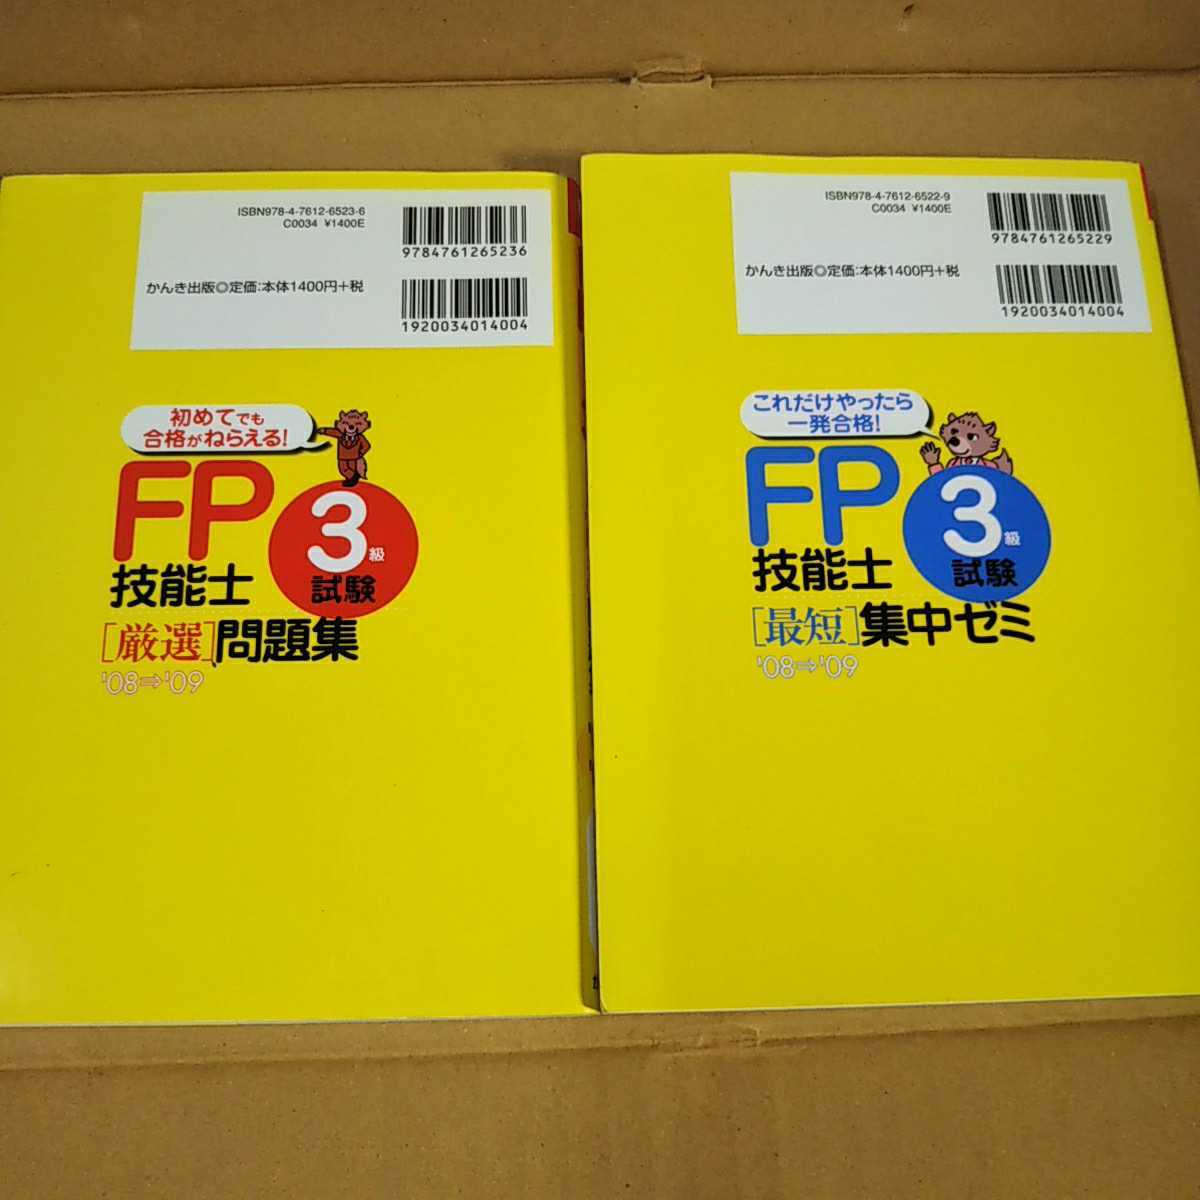 ISBN978-4-7612-6523-6
C0034 ¥1400E
9784761265236
かんき出版◎定価:本体1400円+税
1920034014004
初めてでも
合格がねらえる!
FP
3級
技能士
試験
[厳選]問題集
'08⇒'09
ISBN978-4-7612-6522-9
C0034 ¥1400E
9784761265229
かんき出版◎定価:本体1400円+税
1920034014004
これだけやったら
一発合格!
FP
3級
技能士
試験
[最短]集中ゼミ
'08⇒'09